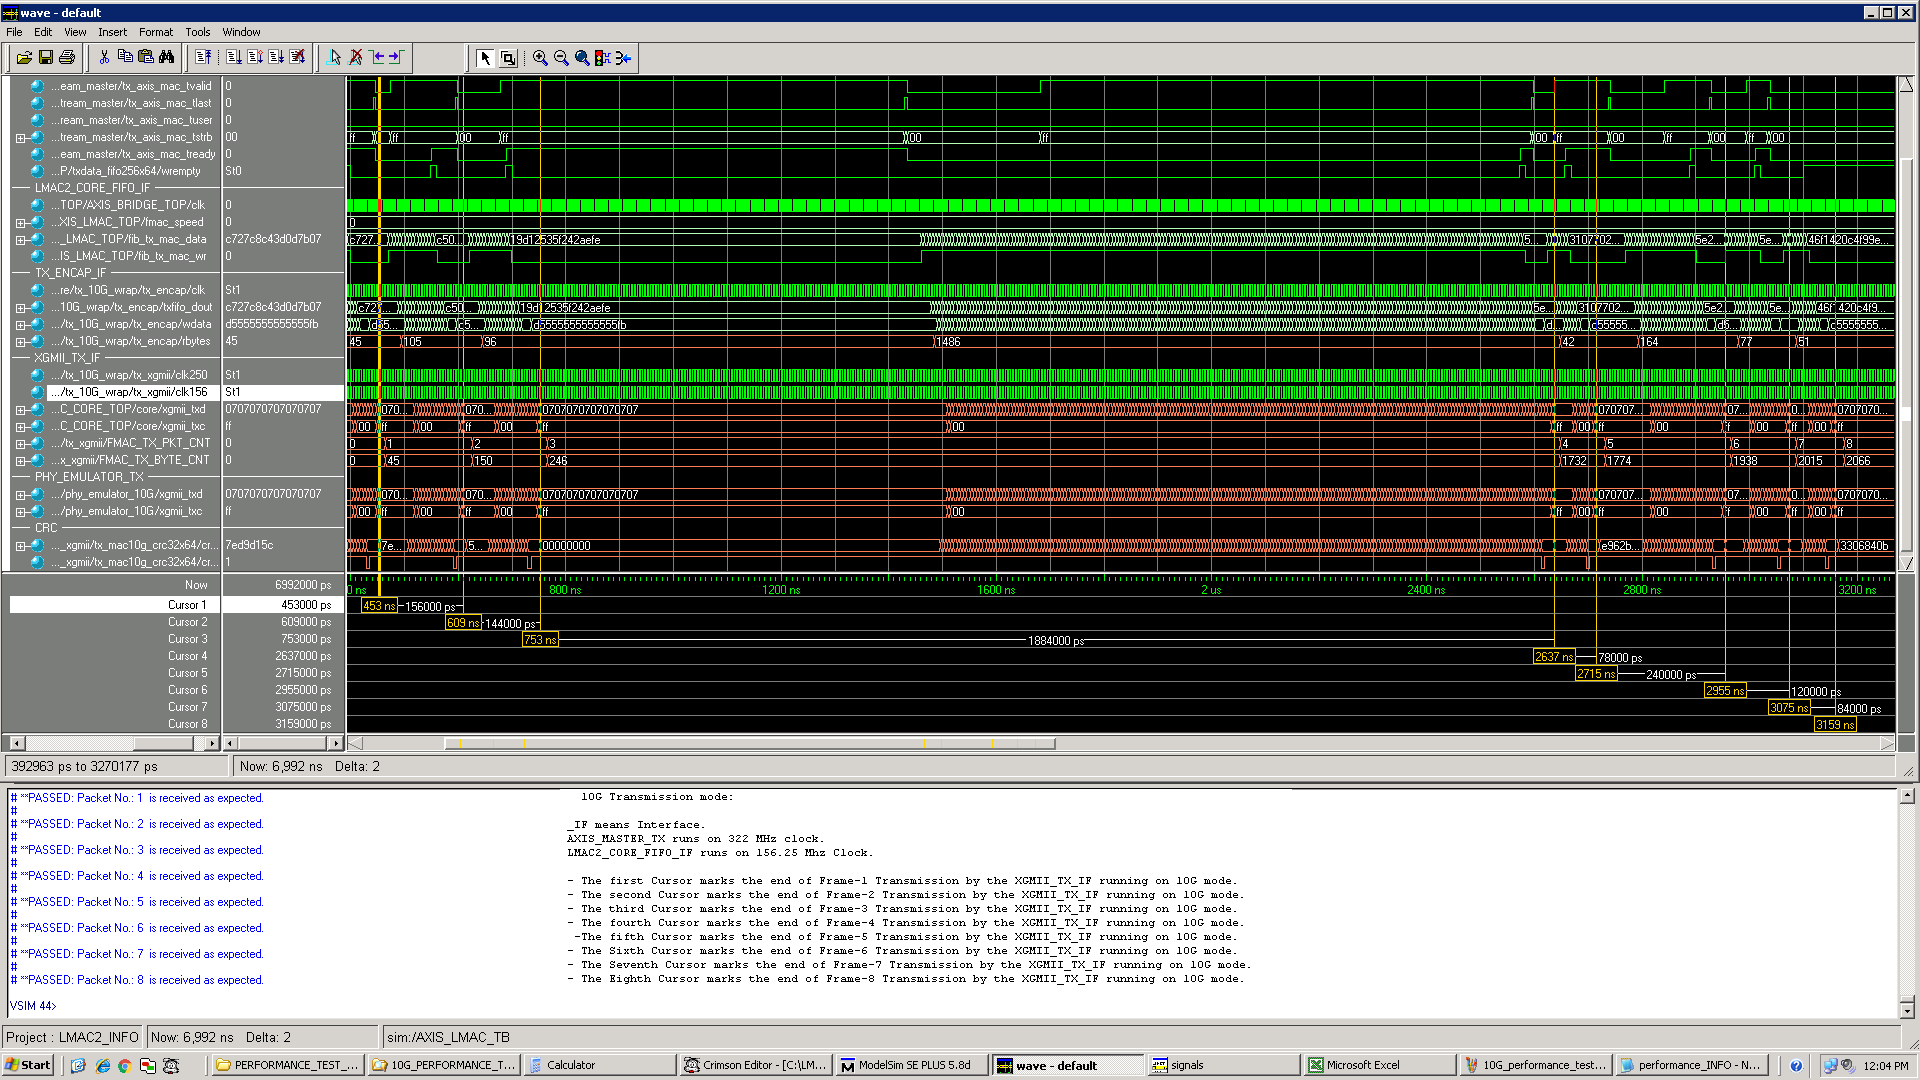 wave - default
File Edit View Insert Format Tools Window
...eam_master/tx_axis_mac_tvalid 0
...tream_master/tx_axis_mac_tlast 0
...ream_master/tx_axis_mac_tuser 0
...tream_master/tx_axis_mac_tstrb 00 ff ff 00 ff 00 ff 00 ff 00 ff 00 ff 00
...eam_master/tx_axis_mac_tready 0
...P/txdata_fifo256x64/wrempty St0
LMAC2_CORE_FIFO_IF
...TOP/AXIS_BRIDGE_TOP/clk 0
...XIS_LMAC_TOP/fmac_speed 0 0
..._LMAC_TOP/fib_tx_mac_data c727c8c43d0d7b07 c727... c50... 19d12535f242aefe 5... 3107702... 5e2... 5e... 46f1420c4f99e...
...IS_LMAC_TOP/fib_tx_mac_wr 0
TX_ENCAP_IF
...re/tx_10G_wrap/tx_encap/clk St1
...10G_wrap/tx_encap/txfifo_dout c727c8c43d0d7b07 c727... c50... 19d12535f242aefe 5e... 3107702... 5e2... 5e... 46f1420c4f9...
.../tx_10G_wrap/tx_encap/wdata d5555555555555fb d55... c5... d5555555555555fb d... c55555... d5... c5555555...
.../tx_10G_wrap/tx_encap/rbytes 45 45 105 96 1486 42 164 77 51
XGMII_TX_IF
.../tx_10G_wrap/tx_xgmii/clk250 St1
.../tx_10G_wrap/tx_xgmii/clk156 St1
...C_CORE_TOP/core/xgmii_txd 0707070707070707 070... 070... 0707070707070707 070707... 07... 0... 0707070...
...C_CORE_TOP/core/xgmii_txc ff 00 ff 00 ff 00 ff 00 ff 00 ff 00 f 00 ff 00 ff
.../tx_xgmii/FMAC_TX_PKT_CNT 0 0 1 2 3 4 5 6 7 8
...x_xgmii/FMAC_TX_BYTE_CNT 0 0 45 150 246 1732 1774 1938 2015 2066
PHY_EMULATOR_TX
.../phy_emulator_10G/xgmii_txd 0707070707070707 070... 070... 0707070707070707 070707... 07... 0... 0707070...
.../phy_emulator_10G/xgmii_txc ff 00 ff 00 ff 00 ff 00 ff 00 ff 00 f 00 ff 00 ff
CRC
..._xgmii/tx_mac10g_crc32x64/cr... 7ed9d15c 7e... 5... 00000000 e962b... 3306840b
..._xgmii/tx_mac10g_crc32x64/cr... 1
Now 6992000 ps 0 ns 800 ns 1200 ns 1600 ns 2 us 2400 ns 2800 ns 3200 ns
Cursor 1 453000 ps 453 ns 156000 ps
Cursor 2 609000 ps 609 ns 144000 ps
Cursor 3 753000 ps 753 ns 1884000 ps
Cursor 4 2637000 ps 2637 ns 78000 ps
Cursor 5 2715000 ps 2715 ns 240000 ps
Cursor 6 2955000 ps 2955 ns 120000 ps
Cursor 7 3075000 ps 3075 ns 84000 ps
Cursor 8 3159000 ps 3159 ns
392963 ps to 3270177 ps Now: 6,992 ns Delta: 2
# **PASSED: Packet No.: 1 is received as expected.
#
# **PASSED: Packet No.: 2 is received as expected.
#
# **PASSED: Packet No.: 3 is received as expected.
#
# **PASSED: Packet No.: 4 is received as expected.
#
# **PASSED: Packet No.: 5 is received as expected.
#
# **PASSED: Packet No.: 6 is received as expected.
#
# **PASSED: Packet No.: 7 is received as expected.
#
# **PASSED: Packet No.: 8 is received as expected.
VSIM 44>
10G Transmission mode:
_IF means Interface.
AXIS_MASTER_TX runs on 322 MHz clock.
LMAC2_CORE_FIFO_IF runs on 156.25 Mhz Clock.
- The first Cursor marks the end of Frame-1 Transmission by the XGMII_TX_IF running on 10G mode.
- The second Cursor marks the end of Frame-2 Transmission by the XGMII_TX_IF running on 10G mode.
- The third Cursor marks the end of Frame-3 Transmission by the XGMII_TX_IF running on 10G mode.
- The fourth Cursor marks the end of Frame-4 Transmission by the XGMII_TX_IF running on 10G mode.
-The fifth Cursor marks the end of Frame-5 Transmission by the XGMII_TX_IF running on 10G mode.
- The Sixth Cursor marks the end of Frame-6 Transmission by the XGMII_TX_IF running on 10G mode.
- The Seventh Cursor marks the end of Frame-7 Transmission by the XGMII_TX_IF running on 10G mode.
- The Eighth Cursor marks the end of Frame-8 Transmission by the XGMII_TX_IF running on 10G mode.
Project : LMAC2_INFO Now: 6,992 ns Delta: 2 sim:/AXIS_LMAC_TB
Start PERFORMANCE_TEST_... 10G_PERFORMANCE_T... Calculator Crimson Editor - [C:\LM... ModelSim SE PLUS 5.8d wave - default signals Microsoft Excel 10G_performance_test... performance_INFO - N... 12:04 PM